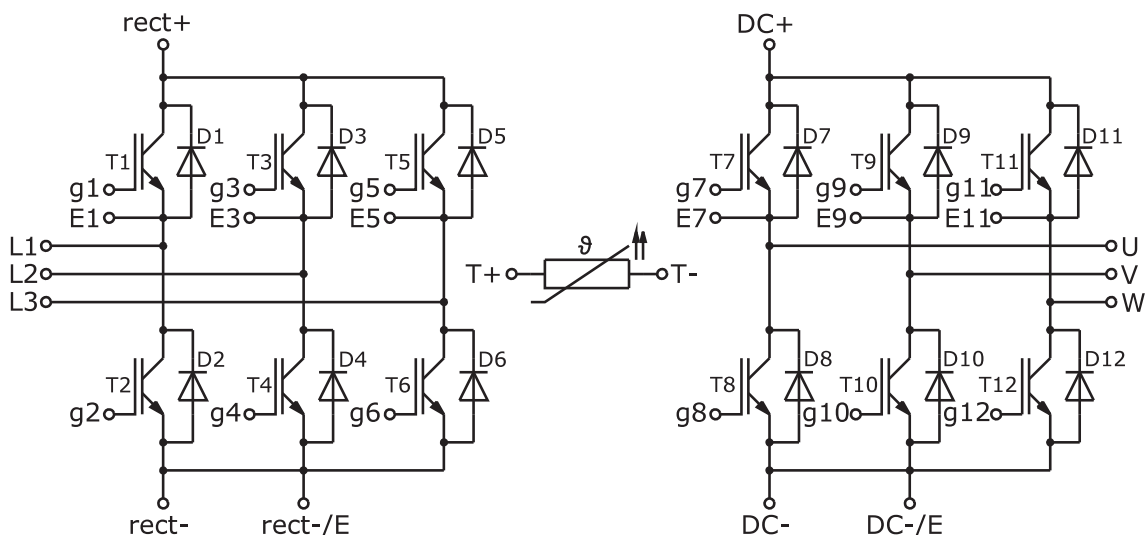 rect+
DC+
D1
D3
D5
D7
D9
D11
T1
T3
T5
T7
T9
T11
g1
g3
g5
g7
g9
g11
E1
E3
E5
E7
E9
E11
L1
L2
L3
ϑ
T+
T-
U
V
W
D2
D4
D6
D8
D10
D12
T2
T4
T6
T8
T10
T12
g2
g4
g6
g8
g10
g12
rect-
rect-/E
DC-
DC-/E